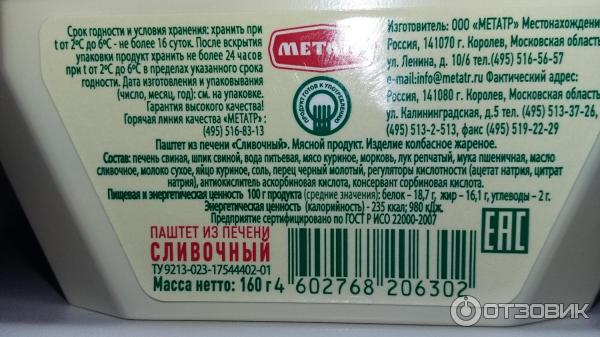 Срок годности и условия хранения: хранить при
t от 2°C до 6°C - не более 16 суток. После вскрытия
упаковки продукт хранить не более 24 часов
при t от 2°C до 6°C в пределах указанного срока
годности. Дата изготовления и упаковывания
(число, месяц, год): см. на упаковке.
Гарантия высокого качества!
Горячая линия качества «МЕТАТР»:
(495) 516-83-13
МЕТАТР
ПРОДУКТ ГОТОВ К УПОТРЕБЛЕНИЮ
Изготовитель: ООО «МЕТАТР» Местонахождени
Россия, 141070 г. Королев, Московская област
ул. Ленина, д. 10/6 тел.(495) 516-56-57
e-mail:info@metatr.ru Фактический адрес:
Россия, 141080 г. Королев, Московская област
ул. Калининградская, д.5 тел. (495) 513-37-26,
(495) 513-2-513, факс (495) 519-22-29
Паштет из печени «Сливочный». Мясной продукт. Изделие колбасное жареное.
Состав: печень свиная, шпик свиной, вода питьевая, мясо куриное, морковь, лук репчатый, мука пшеничная, масло
сливочное, молоко сухое, яйцо куриное, соль, перец черный молотый, регуляторы кислотности (ацетат натрия, цитрат
натрия), антиокислитель аскорбиновая кислота, консервант сорбиновая кислота.
Пищевая и энергетическая ценность 100 г продукта (средние значения): белок – 18,7 г, жир – 16,1 г, углеводы – 2 г.
Энергетическая ценность (калорийность) - 235 ккал; 980 кДж.
Предприятие сертифицировано по ГОСТ Р ИСО 22000-2007
ПАШТЕТ ИЗ ПЕЧЕНИ
СЛИВОЧНЫЙ
ТУ 9213-023-17544402-01
Масса нетто: 160 г
4 602768 206302
EAC
ОТЗОВИК